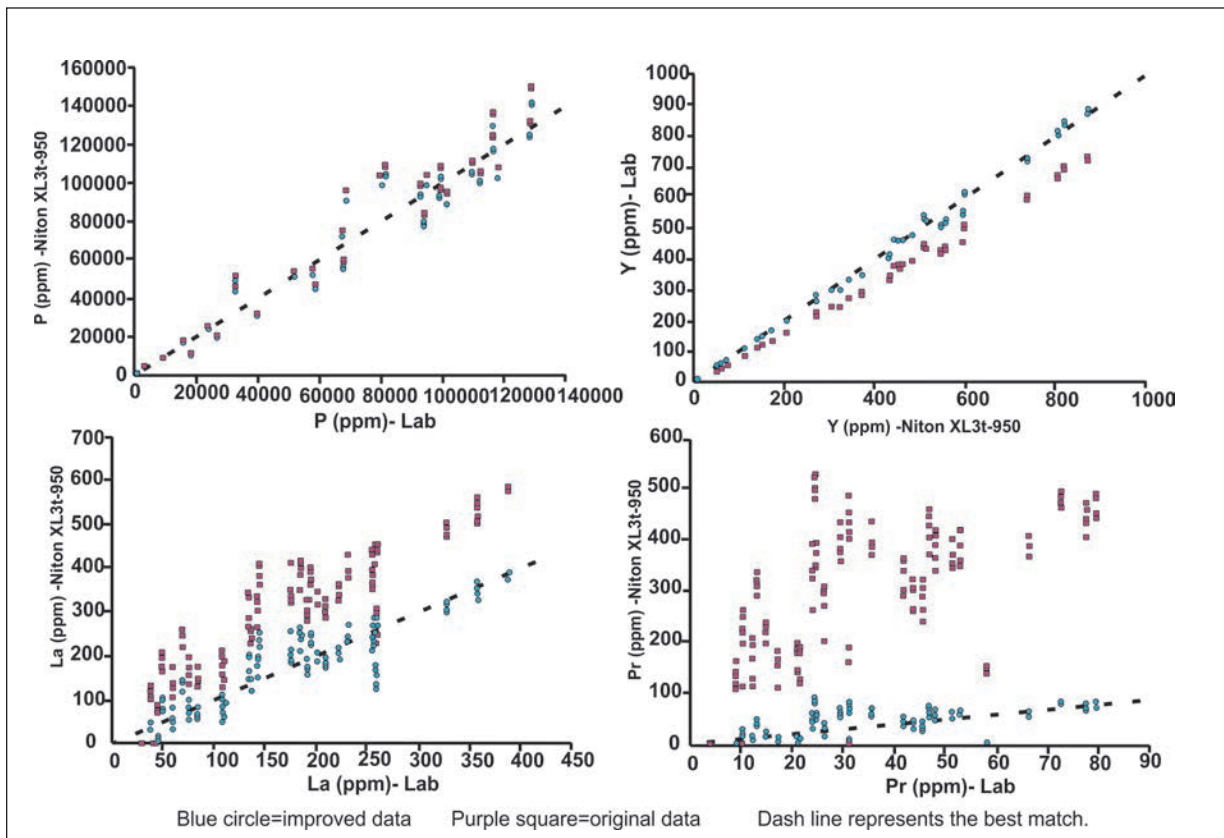 160000
140000
120000
100000
80000
60000
40000
20000
0
P (ppm) -Niton XL3t-950
0 20000 40000 60000 80000 100000 120000 140000
P (ppm)- Lab
1000
900
800
700
600
500
400
300
200
100
0
Y (ppm)- Lab
0 200 400 600 800 1000
Y (ppm) -Niton XL3t-950
700
600
500
400
300
200
100
0
La (ppm) -Niton XL3t-950
0 50 100 150 200 250 300 350 400 450
La (ppm)- Lab
600
500
400
300
200
100
0
Pr (ppm) -Niton XL3t-950
0 10 20 30 40 50 60 70 80 90
Pr (ppm)- Lab
Blue circle=improved data Purple square=original data Dash line represents the best match.